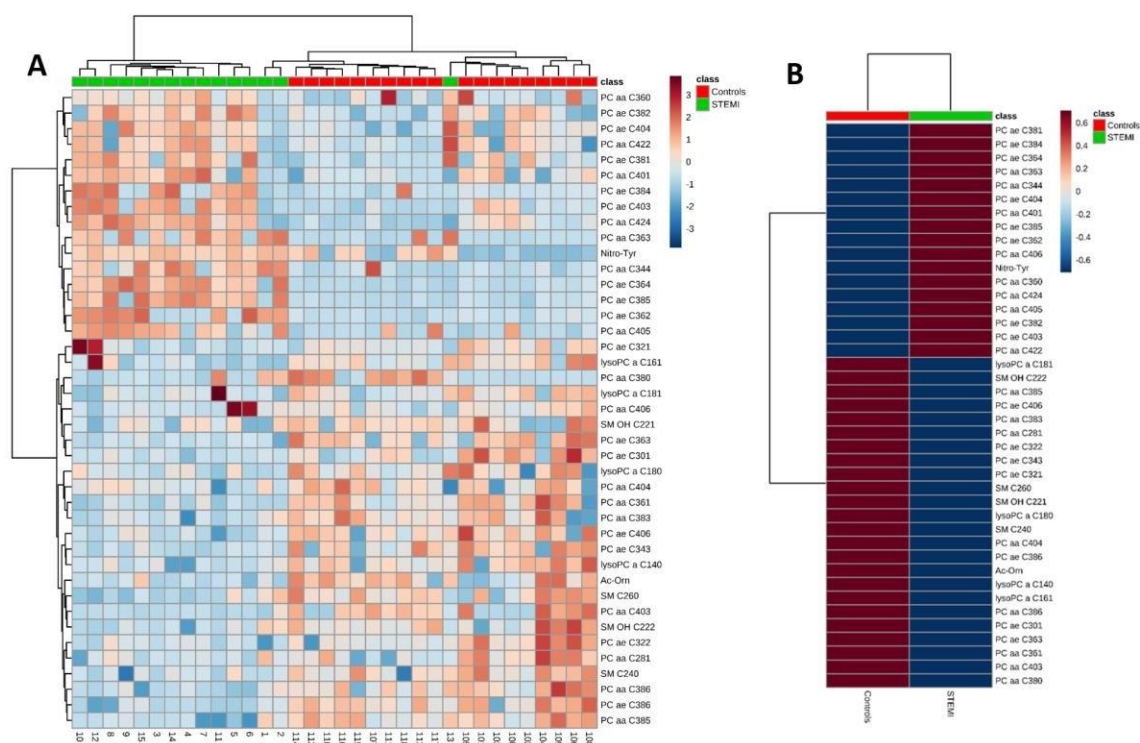 A
class
Controls
STEMI
3
2
1
0
-1
-2
-3
PC aa C360
PC ae C382
PC ae C404
PC aa C422
PC ae C381
PC aa C401
PC ae C384
PC ae C403
PC aa C424
PC aa C363
Nitro-Tyr
PC aa C344
PC ae C364
PC ae C385
PC ae C362
PC aa C405
PC ae C321
lysoPC a C161
PC aa C380
lysoPC a C181
PC aa C406
SM OH C221
PC ae C363
PC ae C301
lysoPC a C180
PC aa C404
PC aa C361
PC aa C383
PC ae C406
PC ae C343
lysoPC a C140
Ac-Orn
SM C260
PC aa C403
SM OH C222
PC ae C322
PC aa C281
SM C240
PC aa C386
PC ae C386
PC aa C385
10 12 8 9 15 3 14 4 7 11 5 6 1 2 13
B
class
Controls
STEMI
0.6
0.4
0.2
0
-0.2
-0.4
-0.6
PC ae C381
PC ae C384
PC ae C364
PC aa C363
PC aa C344
PC ae C404
PC aa C401
PC ae C385
PC ae C362
PC aa C406
Nitro-Tyr
PC aa C360
PC aa C424
PC aa C405
PC ae C382
PC ae C403
PC aa C422
lysoPC a C181
SM OH C222
PC aa C385
PC ae C406
PC aa C383
PC aa C281
PC ae C322
PC ae C343
PC ae C321
SM C260
SM OH C221
lysoPC a C180
SM C240
PC aa C404
PC ae C386
Ac-Orn
lysoPC a C140
lysoPC a C161
PC aa C386
PC ae C301
PC ae C363
PC aa C361
PC aa C403
PC aa C380
Controls
STEMI